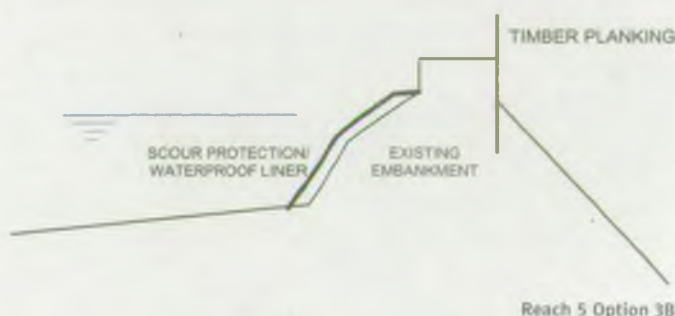 TIMBER PLANKING
SCOUR PROTECTION/
WATERPROOF LINER
EXISTING
EMBANKMENT
Reach 5 Option 3B